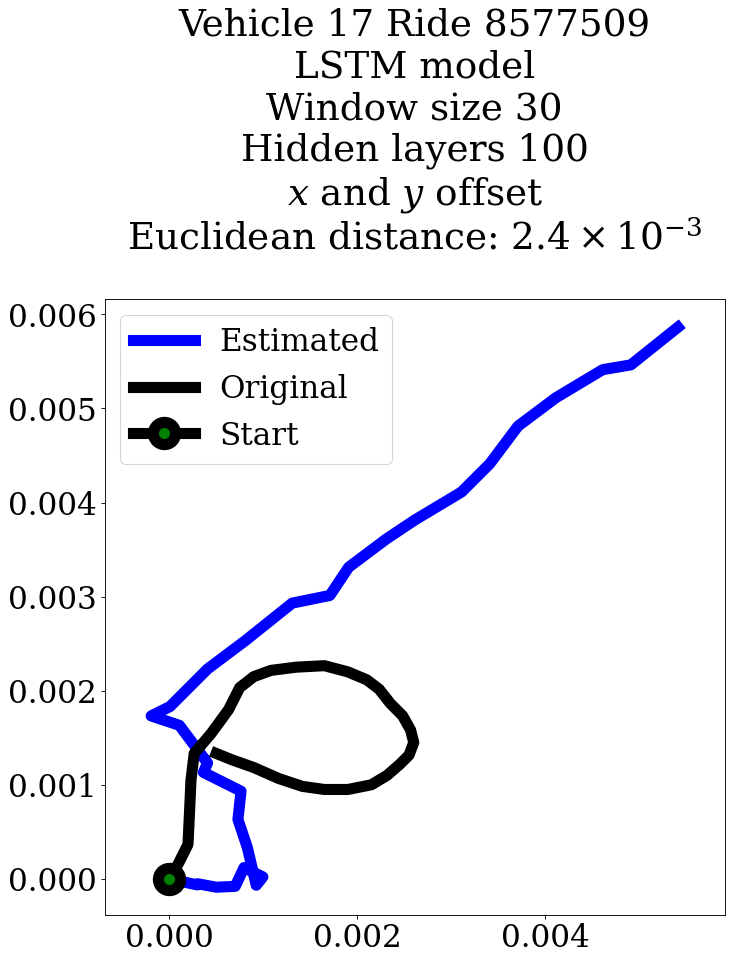 Vehicle 17 Ride 8577509
LSTM model
Window size 30
Hidden layers 100
x and y offset
Euclidean distance: 2.4 × 10⁻³
0.006
0.005
0.004
0.003
0.002
0.001
0.000
Estimated
Original
Start
0.000 0.002 0.004